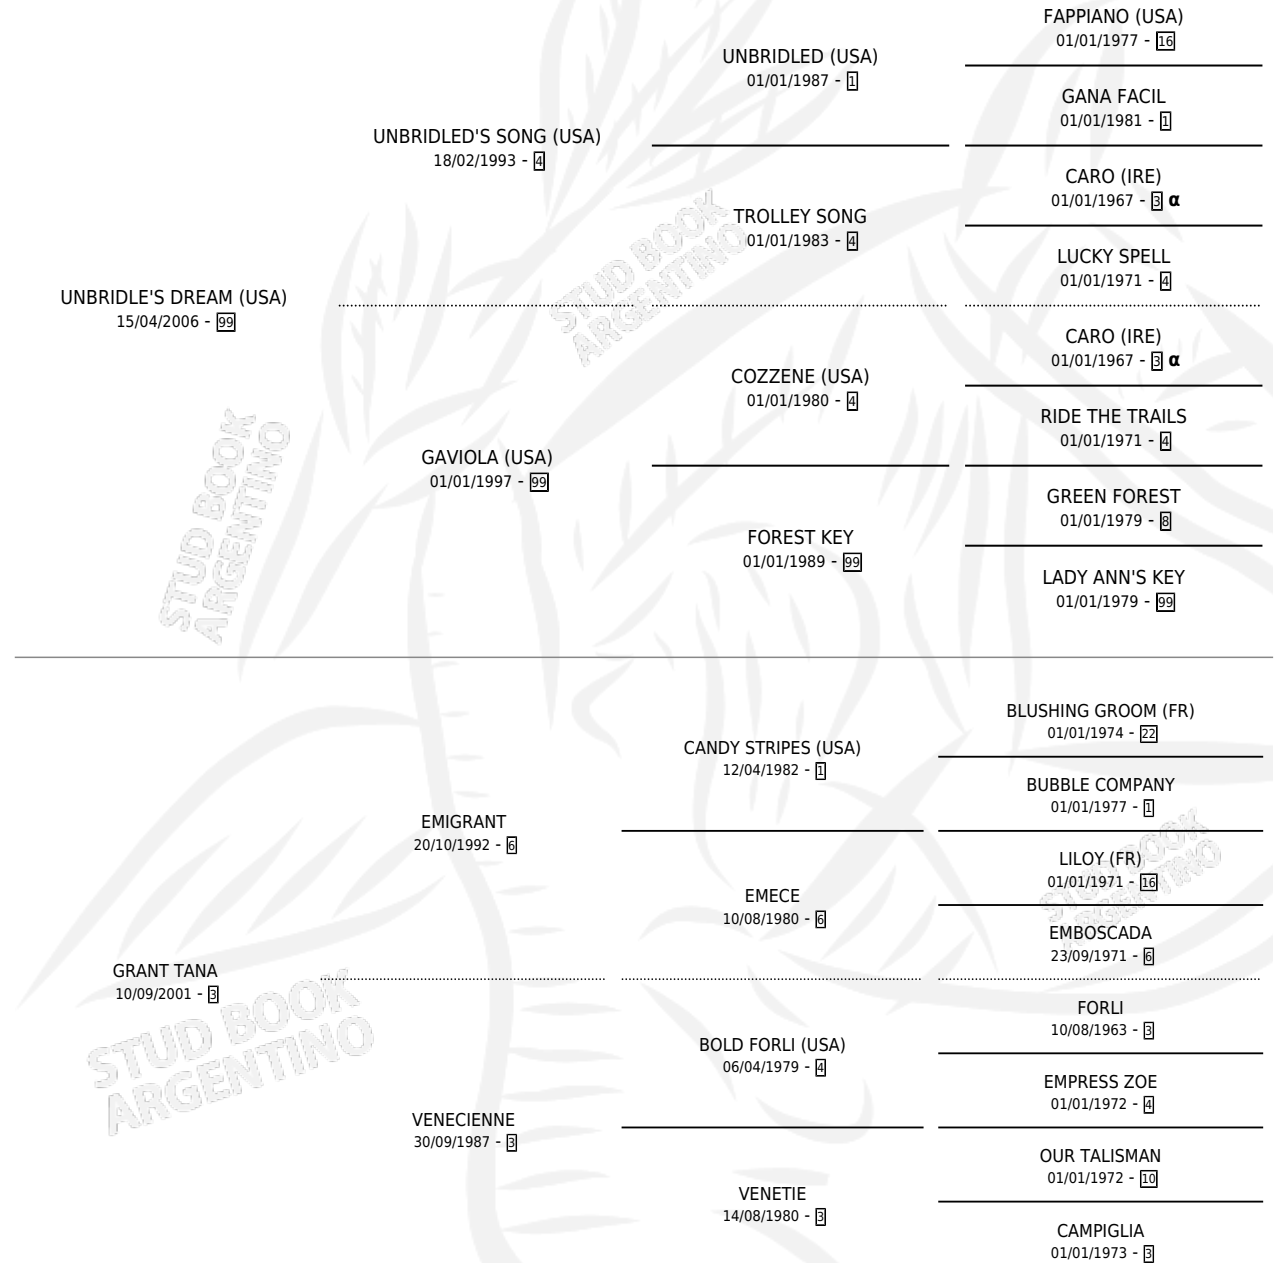 FAPPIANO (USA)
01/01/1977 - 16
UNBRIDLED (USA)
01/01/1987 - 1
GANA FACIL
01/01/1981 - 1
UNBRIDLED'S SONG (USA)
18/02/1993 - 4
CARO (IRE)
01/01/1967 - 3 α
TROLLEY SONG
01/01/1983 - 4
LUCKY SPELL
01/01/1971 - 4
STUD BOOK
ARGENTINO
UNBRIDLE'S DREAM (USA)
15/04/2006 - 99
CARO (IRE)
01/01/1967 - 3 α
COZZENE (USA)
01/01/1980 - 4
RIDE THE TRAILS
01/01/1971 - 4
GAVIOLA (USA)
01/01/1997 - 99
GREEN FOREST
01/01/1979 - 8
FOREST KEY
01/01/1989 - 99
LADY ANN'S KEY
01/01/1979 - 99
STUD BOOK
ARGENTINO
BLUSHING GROOM (FR)
01/01/1974 - 22
CANDY STRIPES (USA)
12/04/1982 - 1
BUBBLE COMPANY
01/01/1977 - 1
EMIGRANT
20/10/1992 - 6
LILOY (FR)
01/01/1971 - 16
STUD BOOK
ARGENTINO
EMECE
10/08/1980 - 6
EMBOSCADA
23/09/1971 - 6
GRANT TANA
10/09/2001 - 3
FORLI
10/08/1963 - 3
BOLD FORLI (USA)
06/04/1979 - 4
EMPRESS ZOE
01/01/1972 - 4
STUD BOOK
ARGENTINO
VENECIENNE
30/09/1987 - 3
OUR TALISMAN
01/01/1972 - 10
VENETIE
14/08/1980 - 3
CAMPIGLIA
01/01/1973 - 3